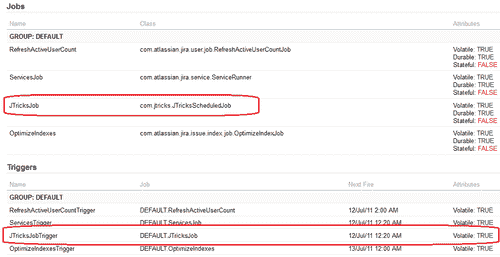 Jobs
Name Class Attributes
GROUP: DEFAULT
RefreshActiveUserCount com.atlassian.jira.user.job.RefreshActiveUserCountJob Volatile: TRUE
Durable: TRUE
Stateful: FALSE
ServicesJob com.atlassian.jira.service.ServiceRunner Volatile: TRUE
Durable: TRUE
Stateful: FALSE
JTricksJob com.jtricks.JTricksScheduledJob Volatile: TRUE
Durable: TRUE
Stateful: FALSE
OptimizeIndexes com.atlassian.jira.issue.index.job.OptimizeIndexJob Volatile: TRUE
Durable: TRUE
Stateful: FALSE
Triggers
Name Job Next Fire Attributes
GROUP: DEFAULT
RefreshActiveUserCountTrigger DEFAULT.RefreshActiveUserCount 12/Jul/11 2:00 AM Volatile: TRUE
ServicesTrigger DEFAULT.ServicesJob 12/Jul/11 12:20 AM Volatile: TRUE
JTricksJobTrigger DEFAULT.JTricksJob 12/Jul/11 12:20 AM Volatile: TRUE
OptimizeIndexesTrigger DEFAULT.OptimizeIndexes 13/Jul/11 12:00 AM Volatile: TRUE